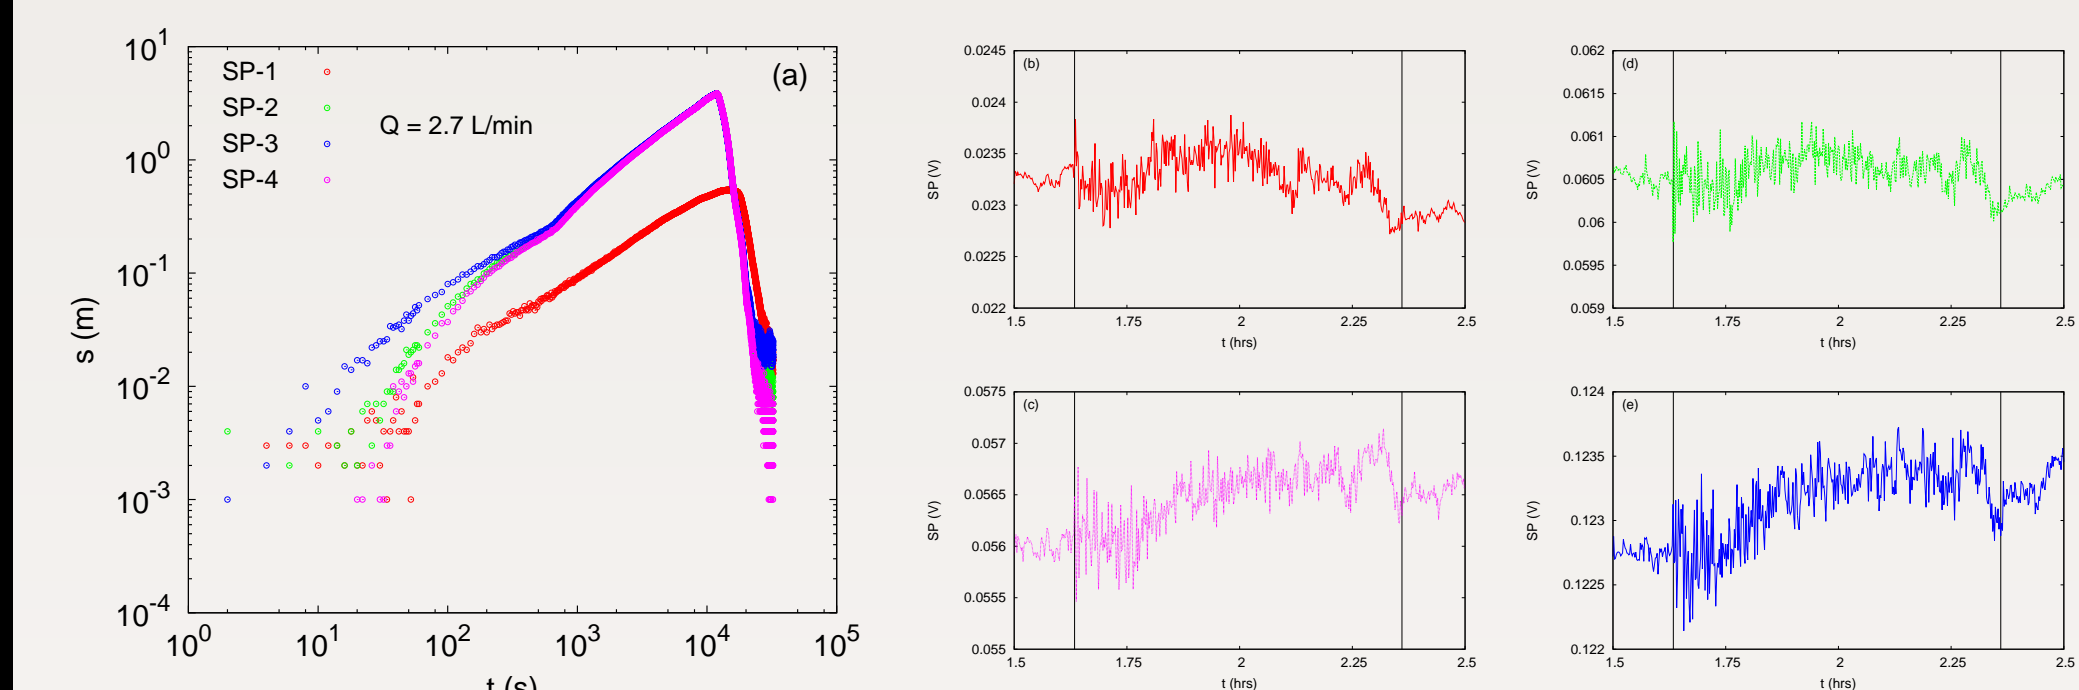 (a)
SP-1
SP-2
SP-3
SP-4
Q = 2.7 L/min
10^1
10^0
10^-1
10^-2
10^-3
10^-4
s (m)
10^0 10^1 10^2 10^3 10^4 10^5
t (s)
(b)
0.0245
0.024
0.0235
0.023
0.0225
0.022
SP (V)
1.5 1.75 2 2.25 2.5
t (hrs)
(d)
0.062
0.0615
0.061
0.0605
0.06
0.0595
0.059
SP (V)
1.5 1.75 2 2.25 2.5
t (hrs)
(c)
0.0575
0.057
0.0565
0.056
0.0555
0.055
SP (V)
1.5 1.75 2 2.25 2.5
t (hrs)
(e)
0.124
0.1235
0.123
0.1225
0.122
SP (V)
1.5 1.75 2 2.25 2.5
t (hrs)